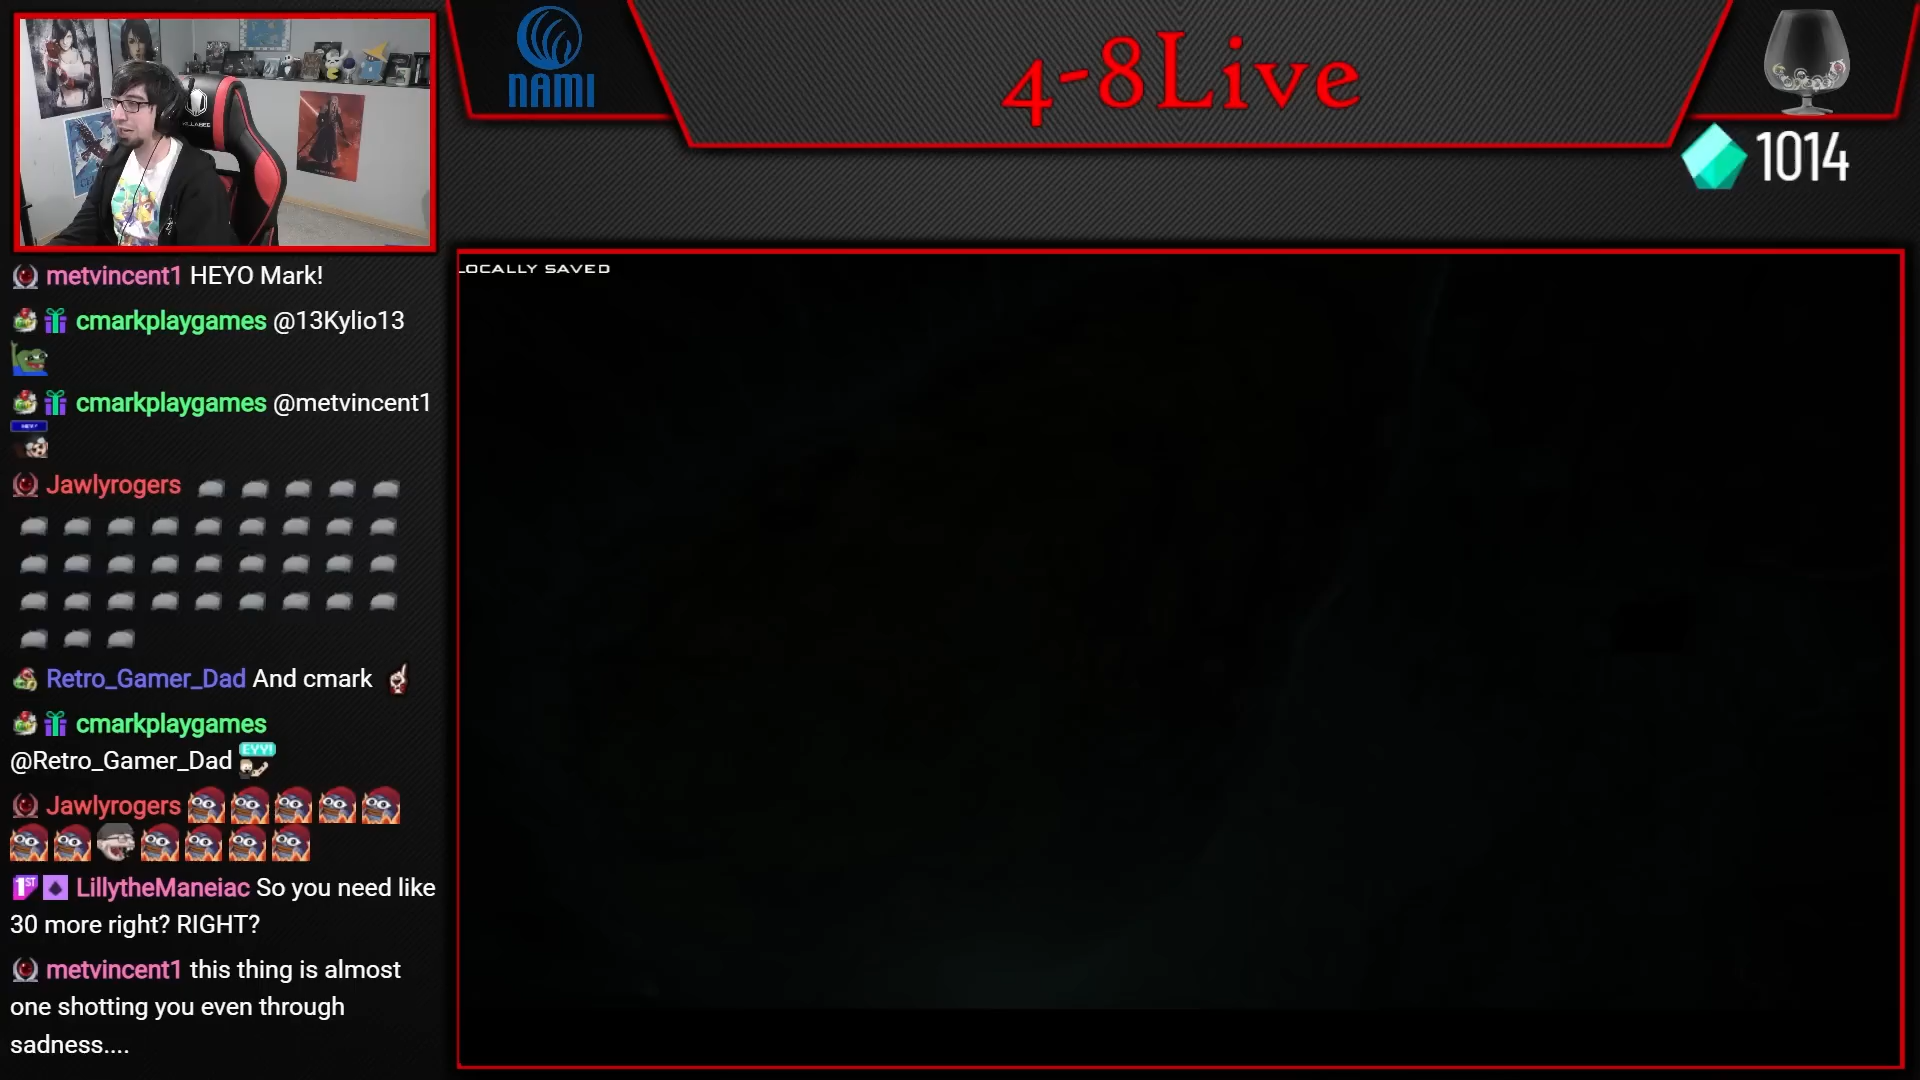 NAMI
4-8Live
1014
LOCALLY SAVED
metvincent1 HEYO Mark!
cmarkplaygames @13Kylio13
cmarkplaygames @metvincent1
Jawlyrogers
Retro_Gamer_Dad And cmark
cmarkplaygames
@Retro_Gamer_Dad EYY!
Jawlyrogers
1ST LillytheManeiac So you need like
30 more right? RIGHT?
metvincent1 this thing is almost
one shotting you even through
sadness....